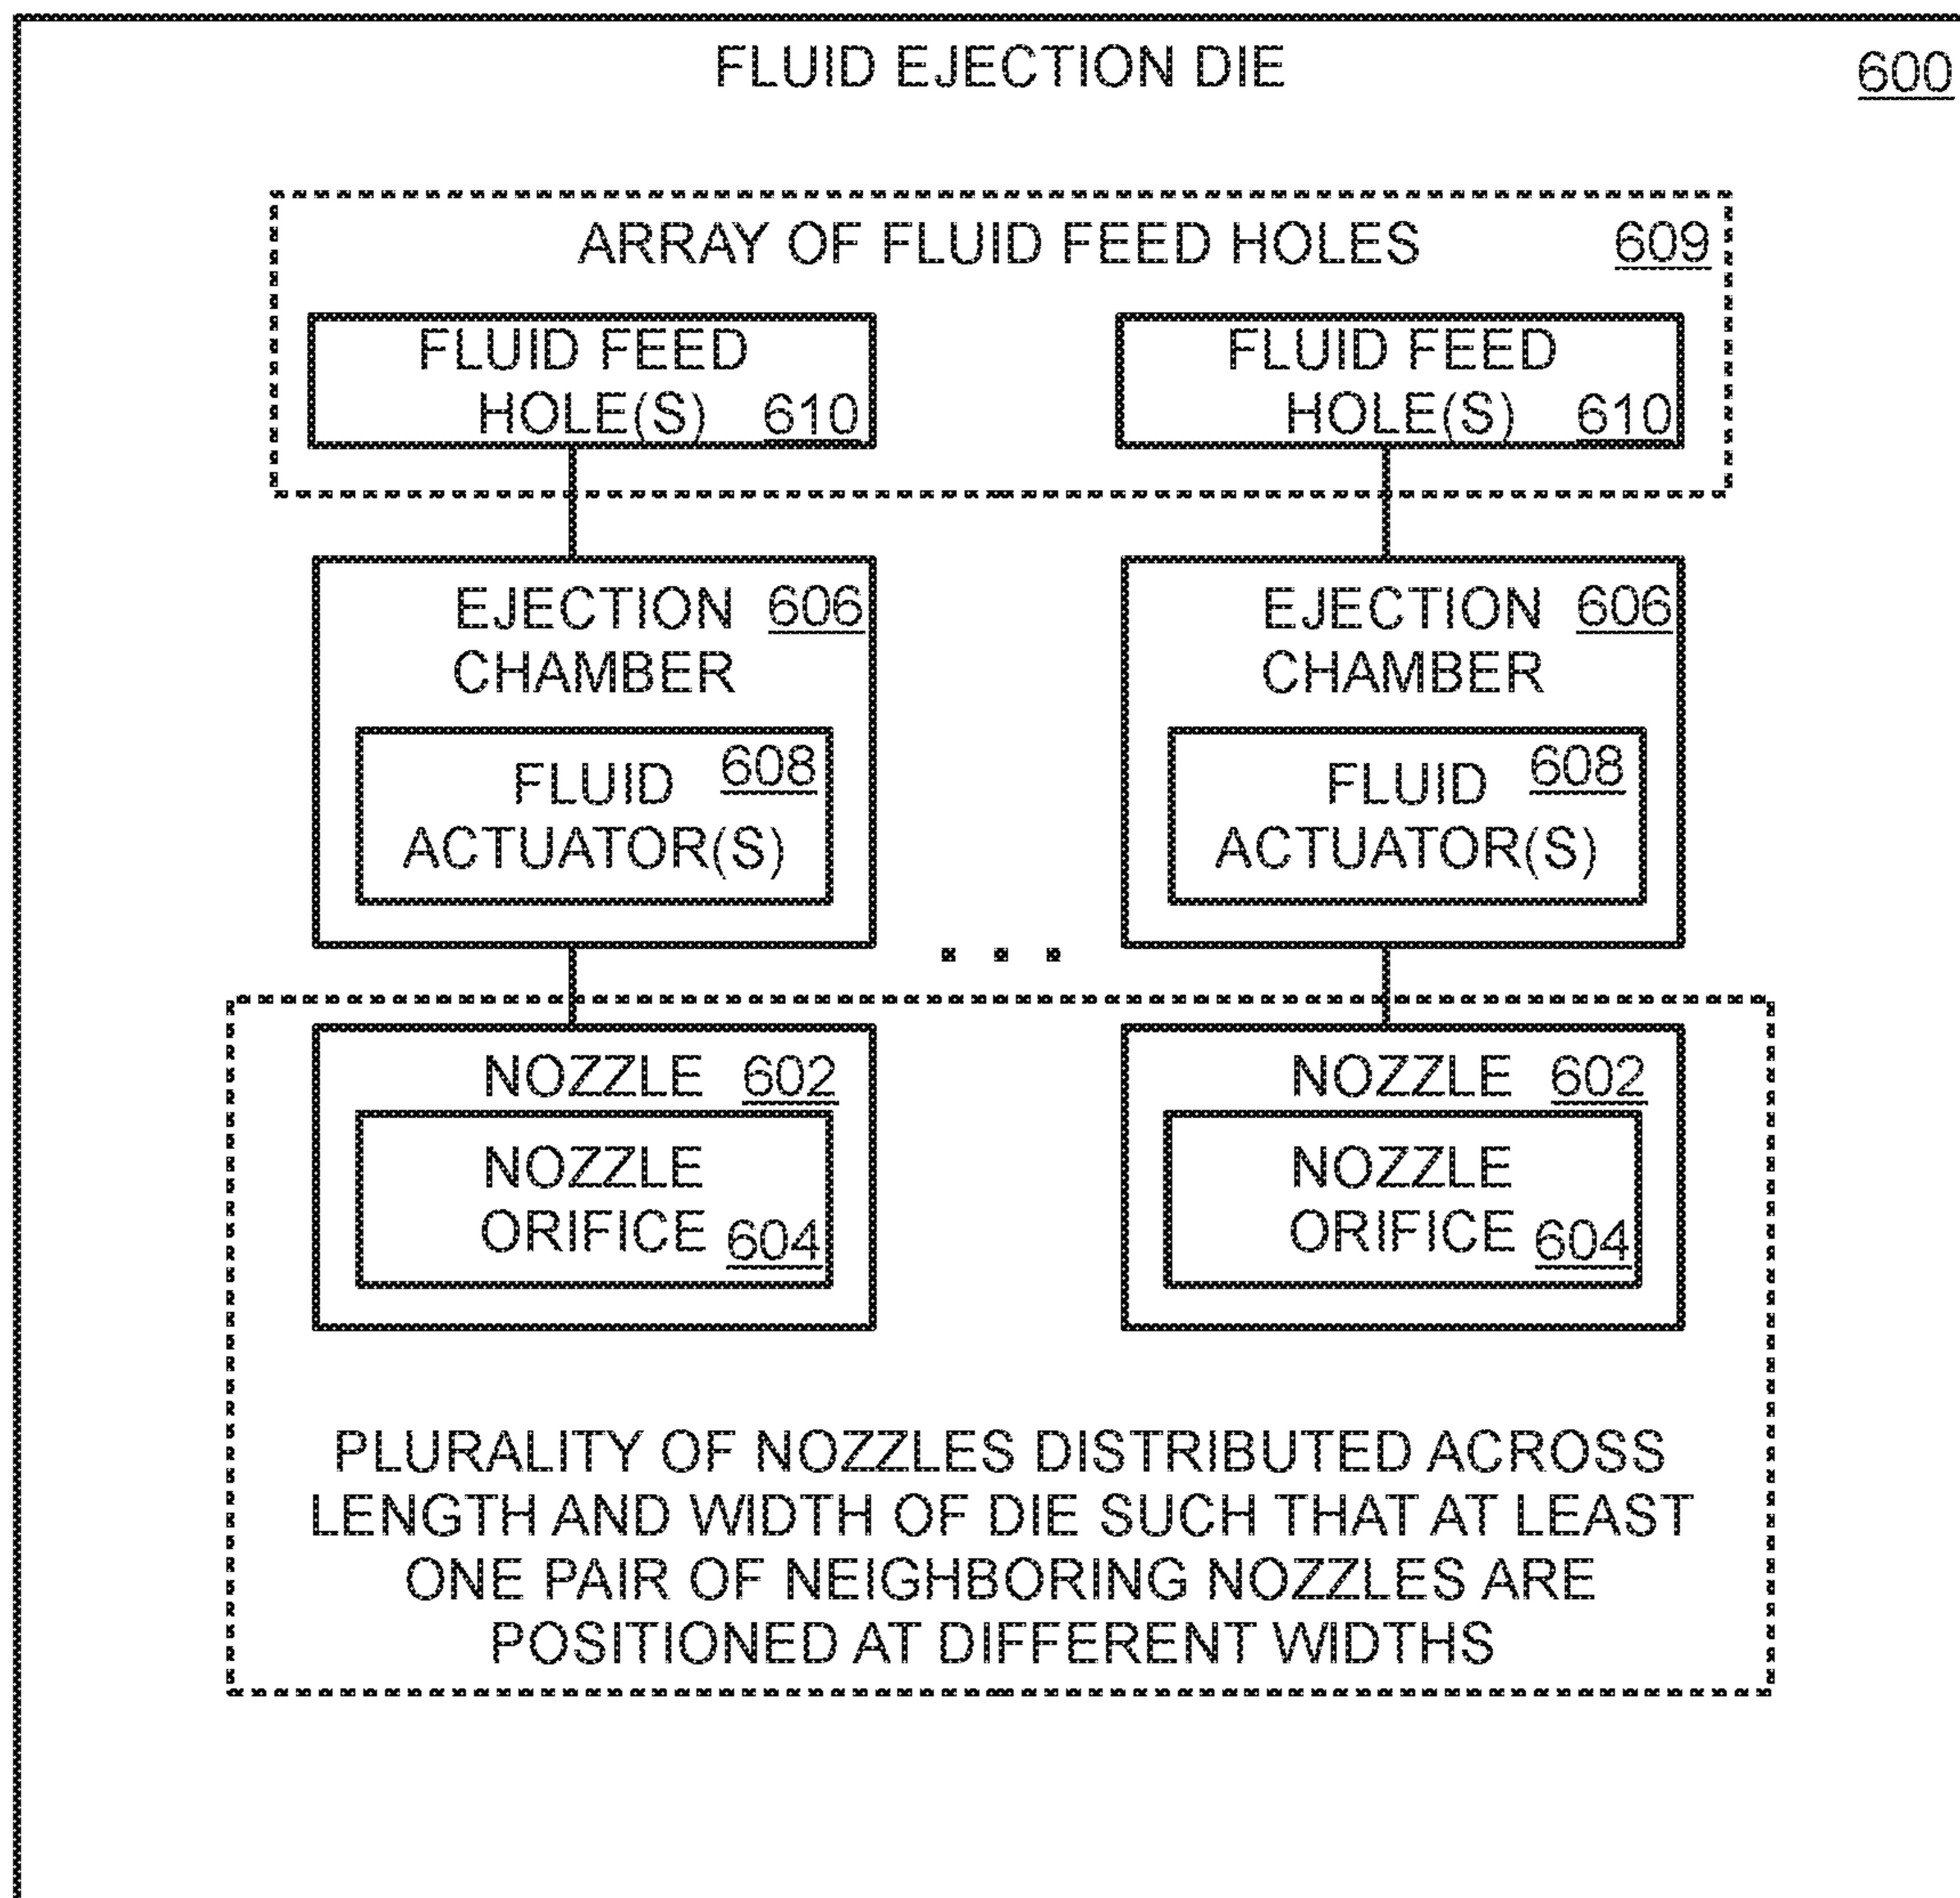 FLUID EJECTION DIE 600
ARRAY OF FLUID FEED HOLES 609
FLUID FEED
HOLE(S) 610
FLUID FEED
HOLE(S) 610
EJECTION 606
CHAMBER
FLUID 608
ACTUATOR(S)
EJECTION 606
CHAMBER
FLUID 608
ACTUATOR(S)
. . .
NOZZLE 602
NOZZLE
ORIFICE 604
NOZZLE 602
NOZZLE
ORIFICE 604
PLURALITY OF NOZZLES DISTRIBUTED ACROSS
LENGTH AND WIDTH OF DIE SUCH THAT AT LEAST
ONE PAIR OF NEIGHBORING NOZZLES ARE
POSITIONED AT DIFFERENT WIDTHS